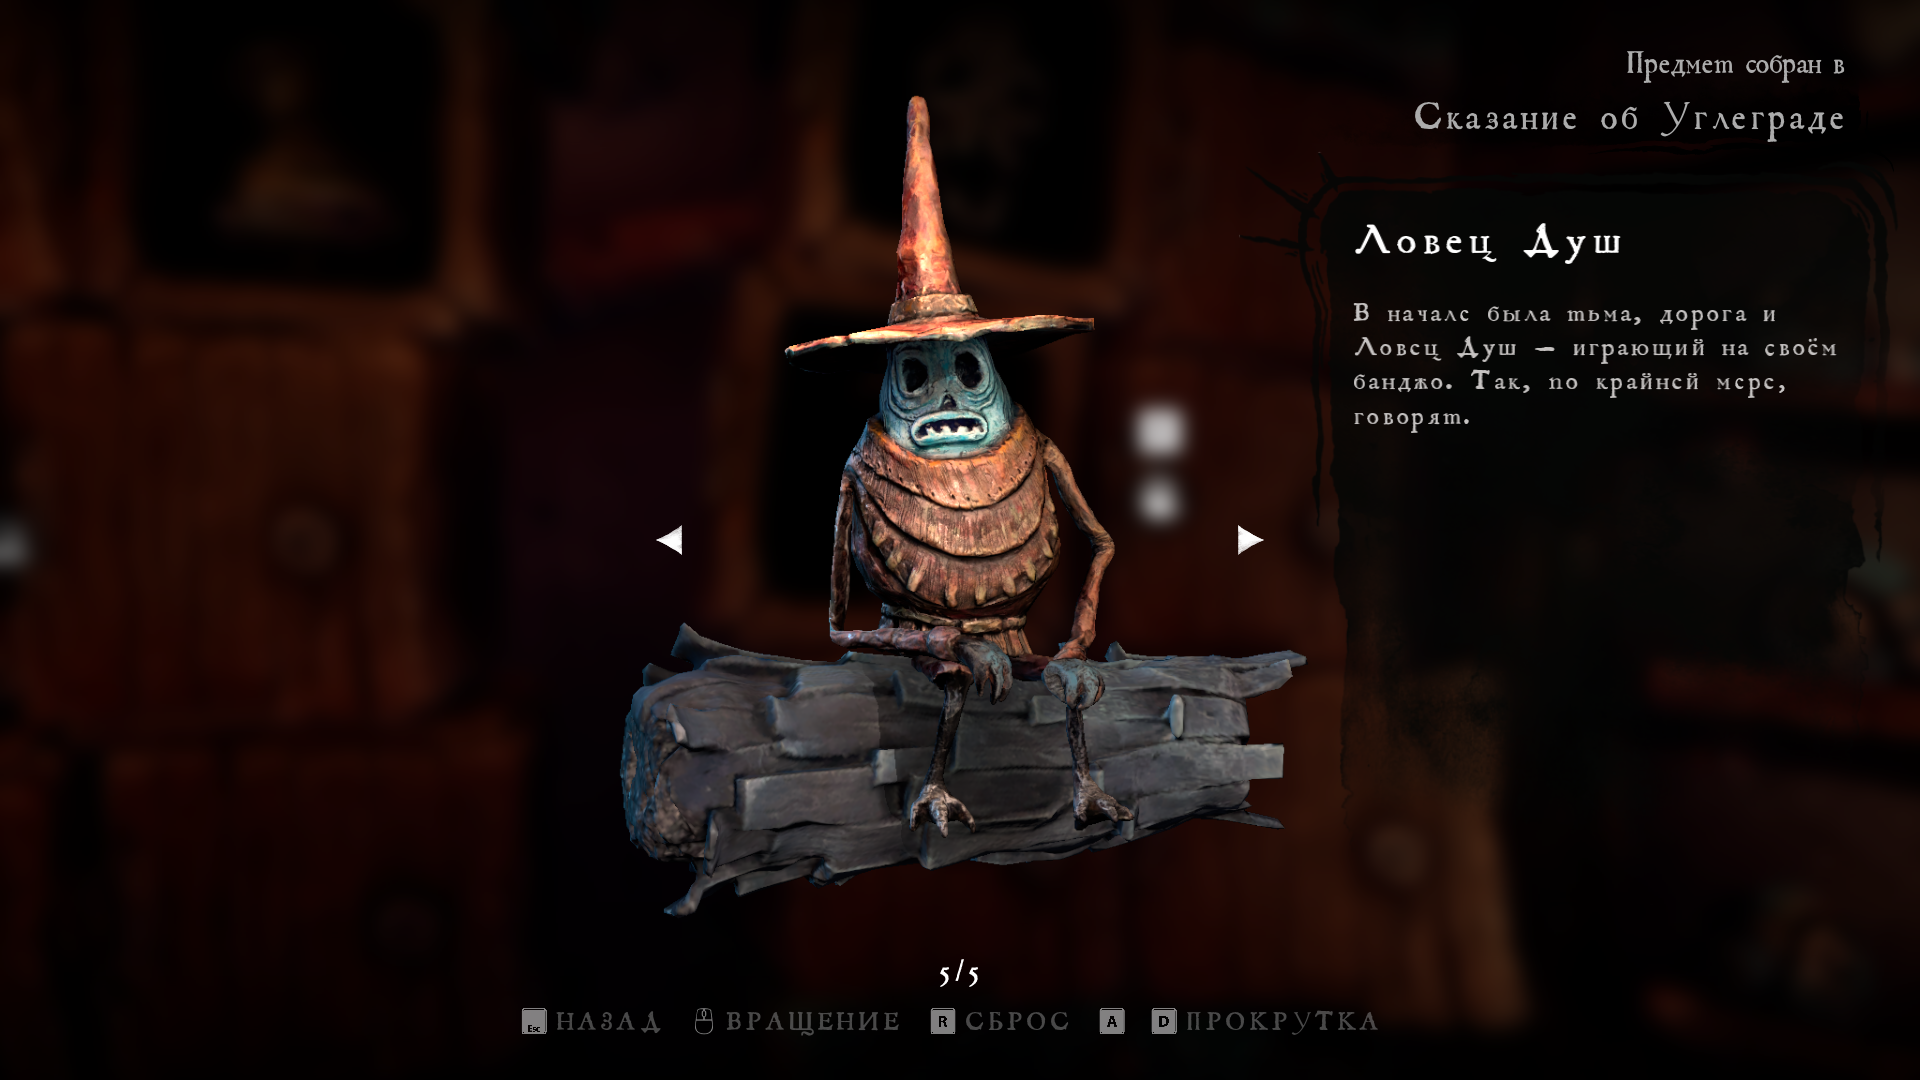 Предмет собран в
Сказание об Углеграде
Ловец Душ
В начале была тьма, дорога и
Ловец Душ — играющий на своём
банджо. Так, по крайней мере,
говорят.
5/5
Esc НАЗАД ВРАЩЕНИЕ R СБРОС A D ПРОКРУТКА